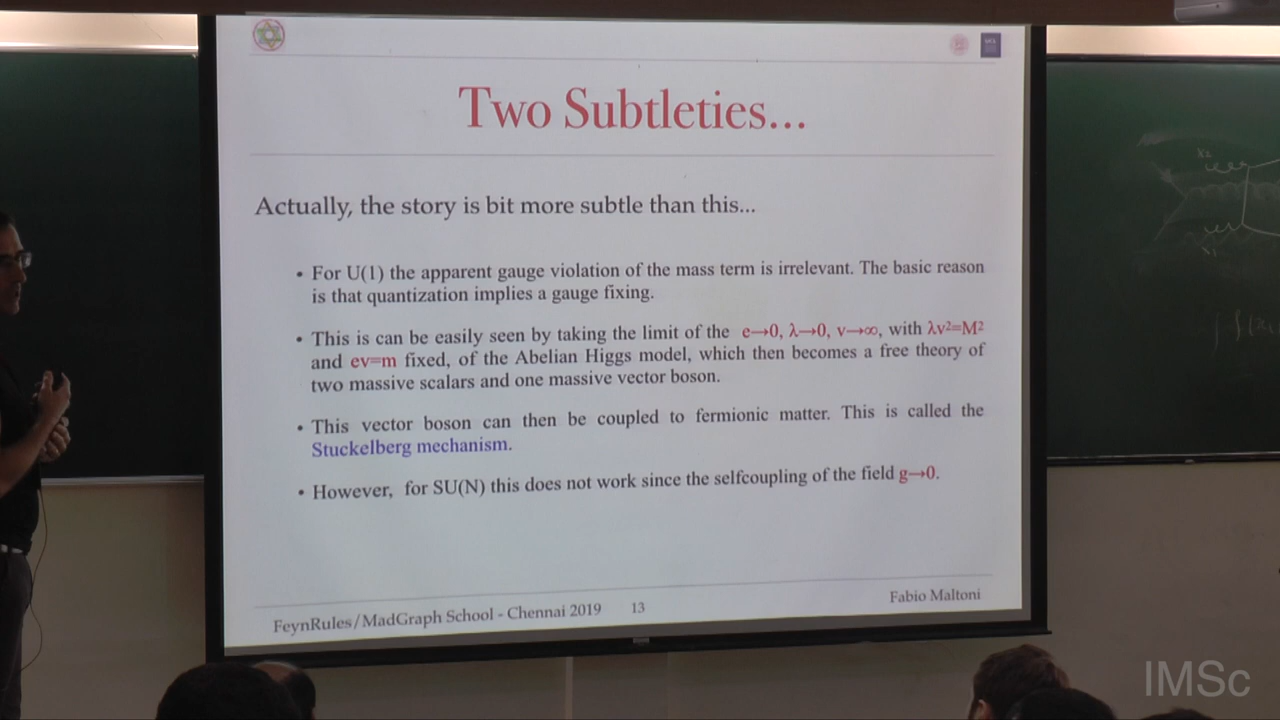 Two Subtleties...
Actually, the story is bit more subtle than this...
• For U(1) the apparent gauge violation of the mass term is irrelevant. The basic reason
is that quantization implies a gauge fixing.
• This is can be easily seen by taking the limit of the e→0, λ→0, v→∞, with λv²=M²
and ev=m fixed, of the Abelian Higgs model, which then becomes a free theory of
two massive scalars and one massive vector boson.
• This vector boson can then be coupled to fermionic matter. This is called the
Stuckelberg mechanism.
• However, for SU(N) this does not work since the selfcoupling of the field g→0.
FeynRules/MadGraph School - Chennai 2019 13 Fabio Maltoni
IMSc